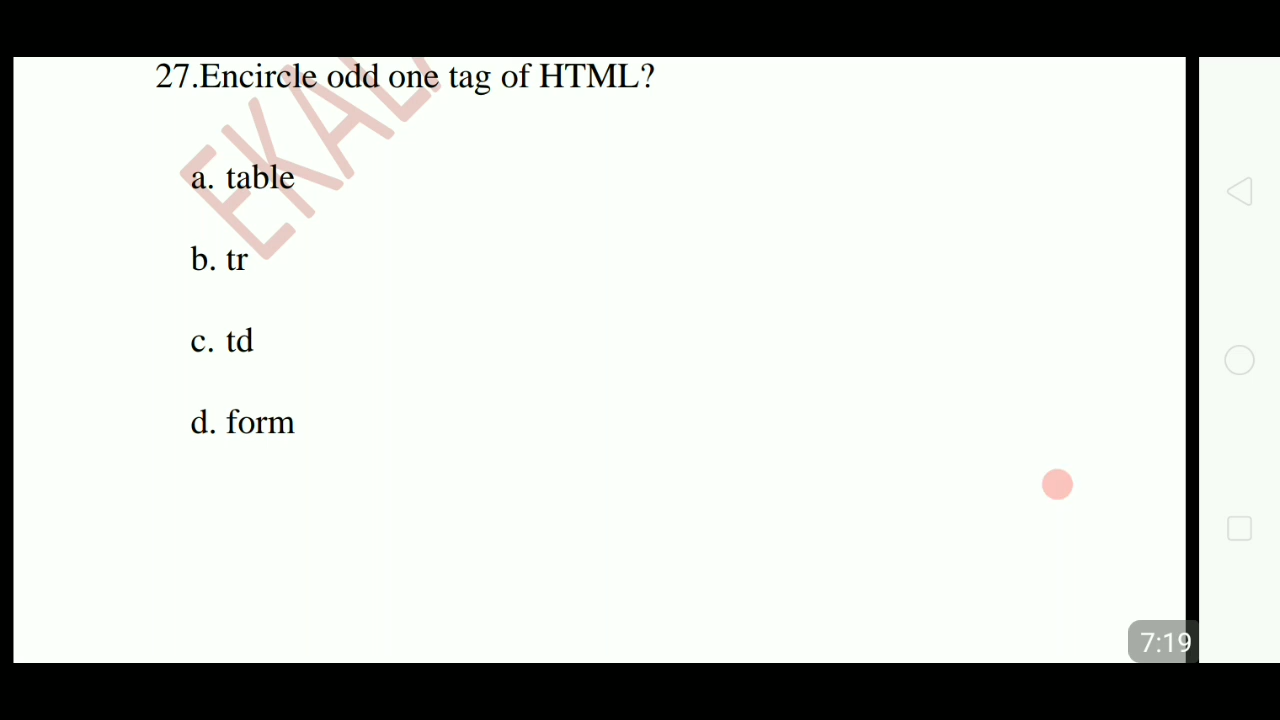 27.Encircle odd one tag of HTML?
a. table
b. tr
c. td
d. form
7:19